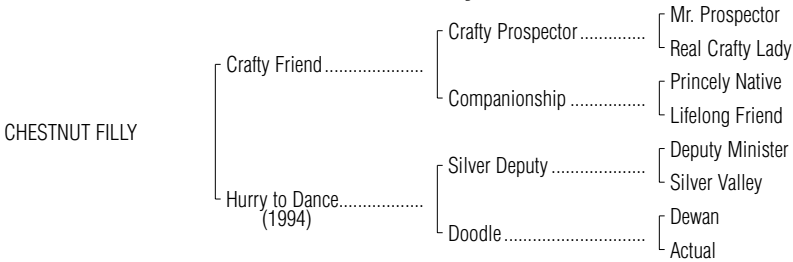 Mr. Prospector
Crafty Prospector..............
Real Crafty Lady
Crafty Friend......................
Princely Native
Companionship ................
Lifelong Friend
CHESTNUT FILLY
Deputy Minister
Silver Deputy ....................
Silver Valley
Hurry to Dance...................
(1994)
Dewan
Doodle..............................
Actual